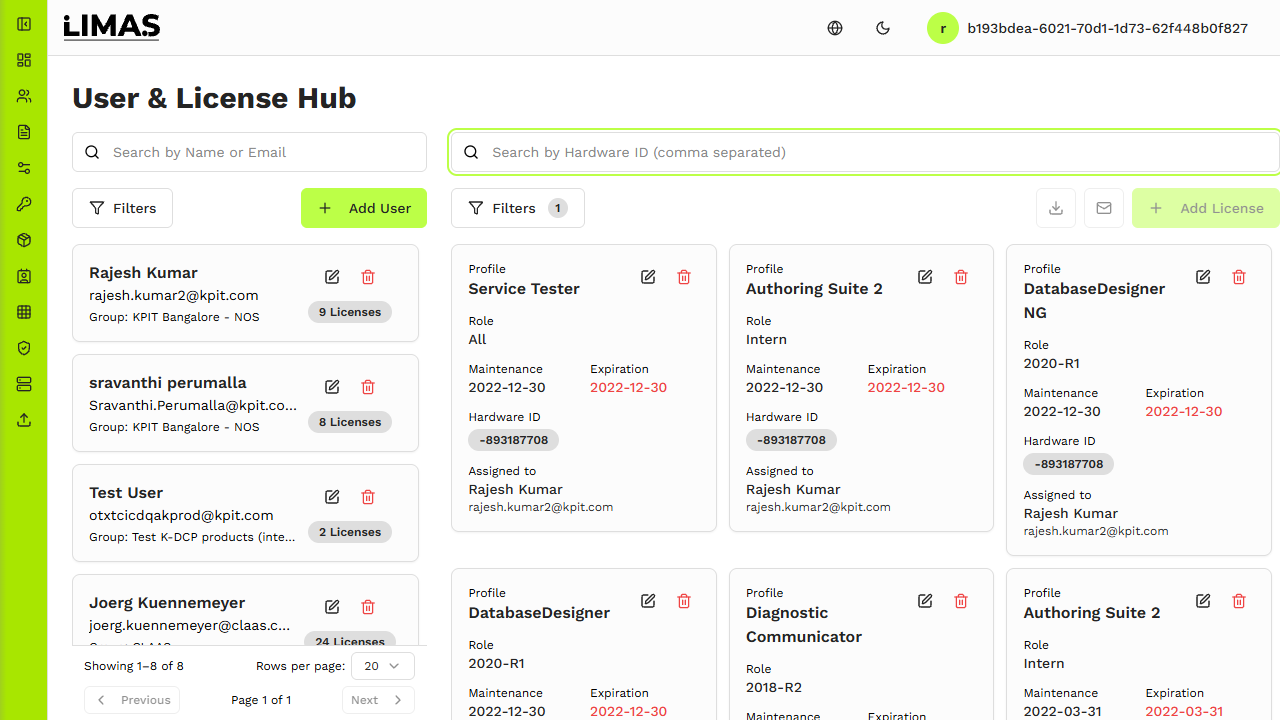 LIMAS
r
b193bdea-6021-70d1-1d73-62f448b0f827
User & License Hub
Search by Name or Email
Search by Hardware ID (comma separated)
Filters
Add User
Filters 1
Add License
Rajesh Kumar
rajesh.kumar2@kpit.com
Group: KPIT Bangalore - NOS
9 Licenses
sravanthi perumalla
Sravanthi.Perumalla@kpit.co...
Group: KPIT Bangalore - NOS
8 Licenses
Test User
otxtcicdqakprod@kpit.com
Group: Test K-DCP products (inte...
2 Licenses
Joerg Kuennemeyer
joerg.kuennemeyer@claas.c...
24 Licenses
Showing 1–8 of 8
Rows per page: 20
Previous
Page 1 of 1
Next
Profile
Service Tester
Role
All
Maintenance Expiration
2022-12-30 2022-12-30
Hardware ID
-893187708
Assigned to
Rajesh Kumar
rajesh.kumar2@kpit.com
Profile
Authoring Suite 2
Role
Intern
Maintenance Expiration
2022-12-30 2022-12-30
Hardware ID
-893187708
Assigned to
Rajesh Kumar
rajesh.kumar2@kpit.com
Profile
DatabaseDesigner
NG
Role
2020-R1
Maintenance Expiration
2022-12-30 2022-12-30
Hardware ID
-893187708
Assigned to
Rajesh Kumar
rajesh.kumar2@kpit.com
Profile
DatabaseDesigner
Role
2020-R1
Maintenance Expiration
2022-12-30 2022-12-30
Profile
Diagnostic
Communicator
Role
2018-R2
Maintenance Expiration
Profile
Authoring Suite 2
Role
Intern
Maintenance Expiration
2022-03-31 2022-03-31